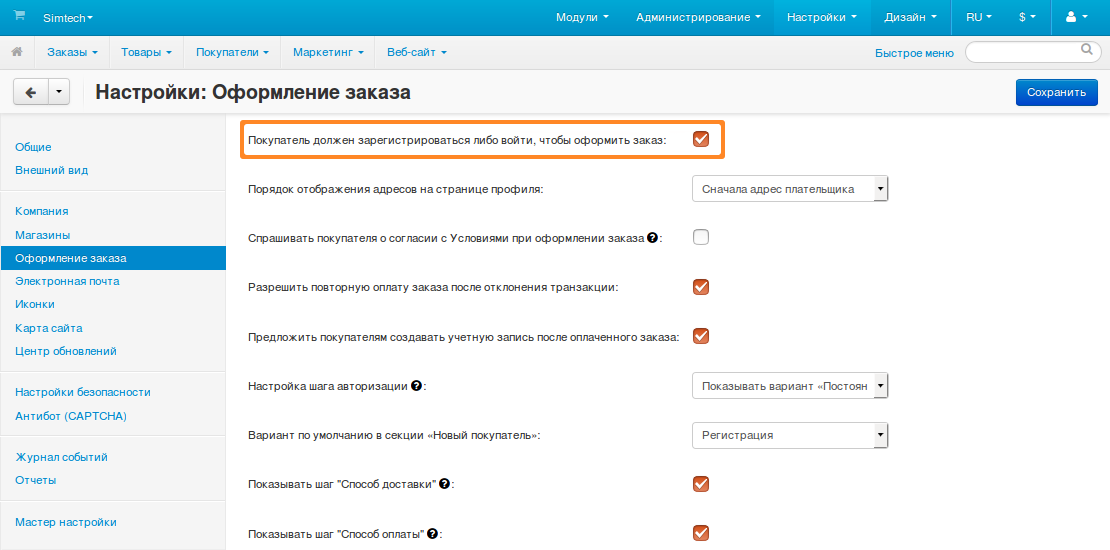 Simtech
Модули Администрирование Настройки Дизайн RU $
Заказы Товары Покупатели Маркетинг Веб-сайт Быстрое меню
Настройки: Оформление заказа Сохранить
Общие
Внешний вид
Компания
Магазины
Оформление заказа
Электронная почта
Иконки
Карта сайта
Центр обновлений
Настройки безопасности
Антибот (CAPTCHA)
Журнал событий
Отчеты
Мастер настройки
Покупатель должен зарегистрироваться либо войти, чтобы оформить заказ:
Порядок отображения адресов на странице профиля: Сначала адрес плательщика
Спрашивать покупателя о согласии с Условиями при оформлении заказа ?:
Разрешить повторную оплату заказа после отклонения транзакции:
Предложить покупателям создавать учетную запись после оплаченного заказа:
Настройка шага авторизации ?: Показывать вариант «Постоян
Вариант по умолчанию в секции «Новый покупатель»: Регистрация
Показывать шаг "Способ доставки" ?:
Показывать шаг "Способ оплаты" ?: